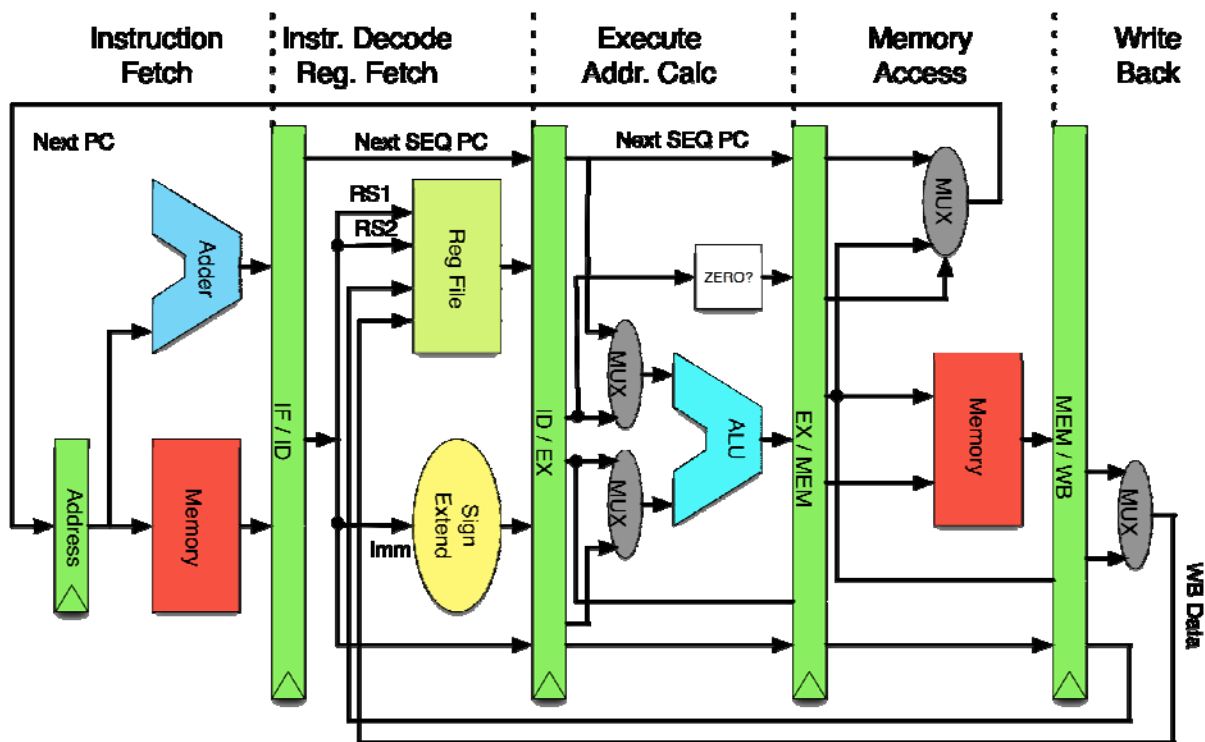 Instruction
Fetch
Instr. Decode
Reg. Fetch
Execute
Addr. Calc
Memory
Access
Write
Back
Next PC
Next SEQ PC
Next SEQ PC
RS1
RS2
Reg File
MUX
Adder
ZERO?
MUX
IF / ID
ID / EX
ALU
EX / MEM
Memory
MEM / WB
Address
Memory
Sign
Extend
Imm
MUX
MUX
WB Data